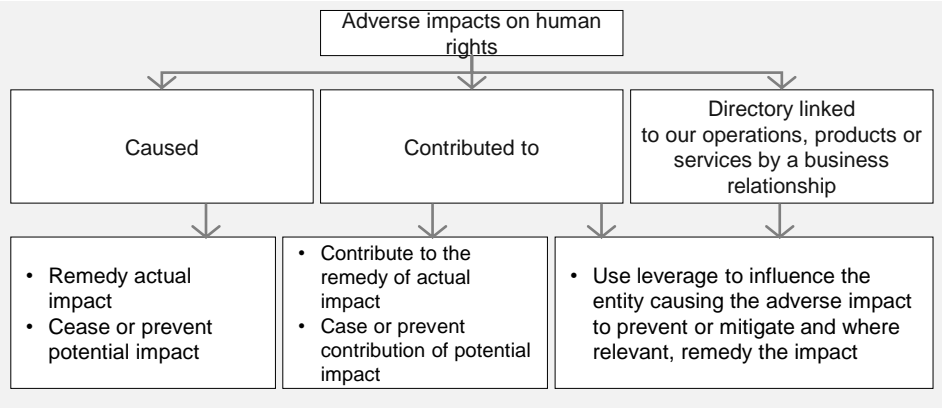 Adverse impacts on human
rights
Caused
Contributed to
Directory linked
to our operations, products or
services by a business
relationship
• Remedy actual
impact
• Cease or prevent
potential impact
• Contribute to the
remedy of actual
impact
• Case or prevent
contribution of potential
impact
• Use leverage to influence the
entity causing the adverse impact
to prevent or mitigate and where
relevant, remedy the impact